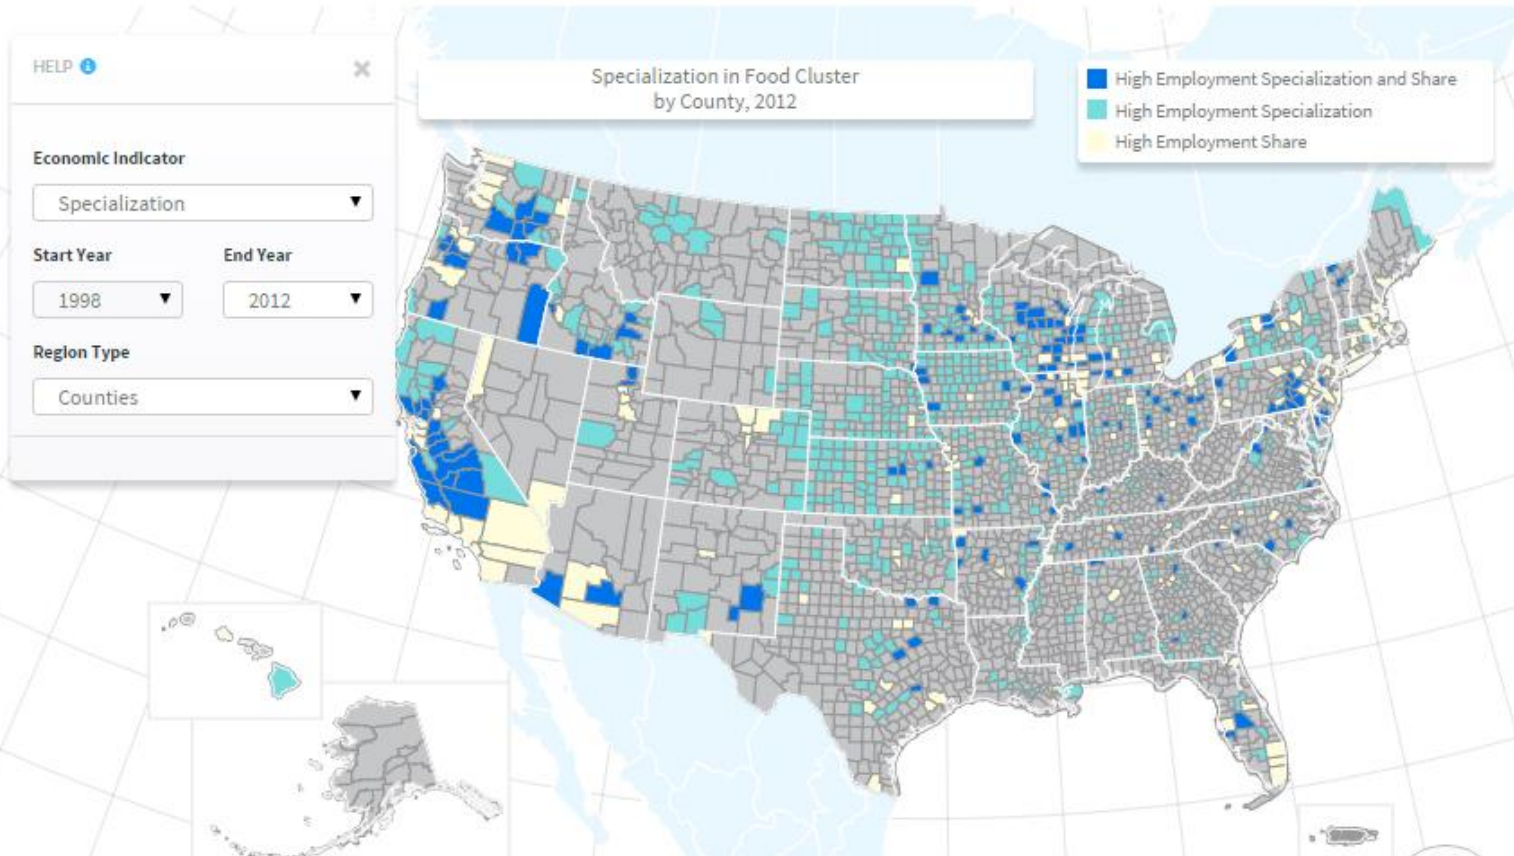 HELP
Economic Indicator
Specialization
Start Year
End Year
1998
2012
Region Type
Counties
Specialization in Food Cluster
by County, 2012
High Employment Specialization and Share
High Employment Specialization
High Employment Share